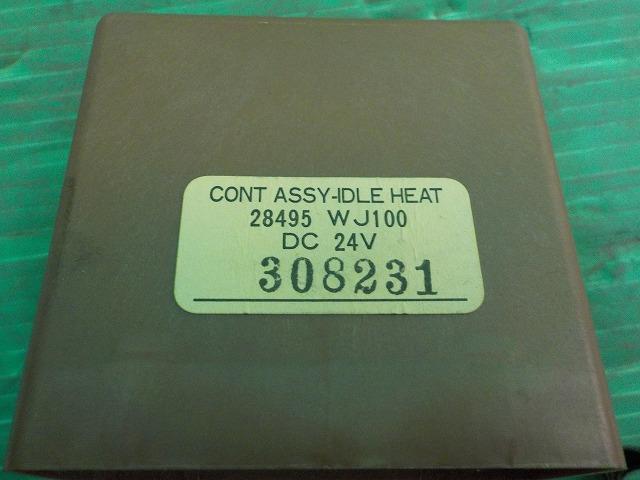 CONT ASSY-IDLE HEAT
28495 WJ100
DC 24V
308231